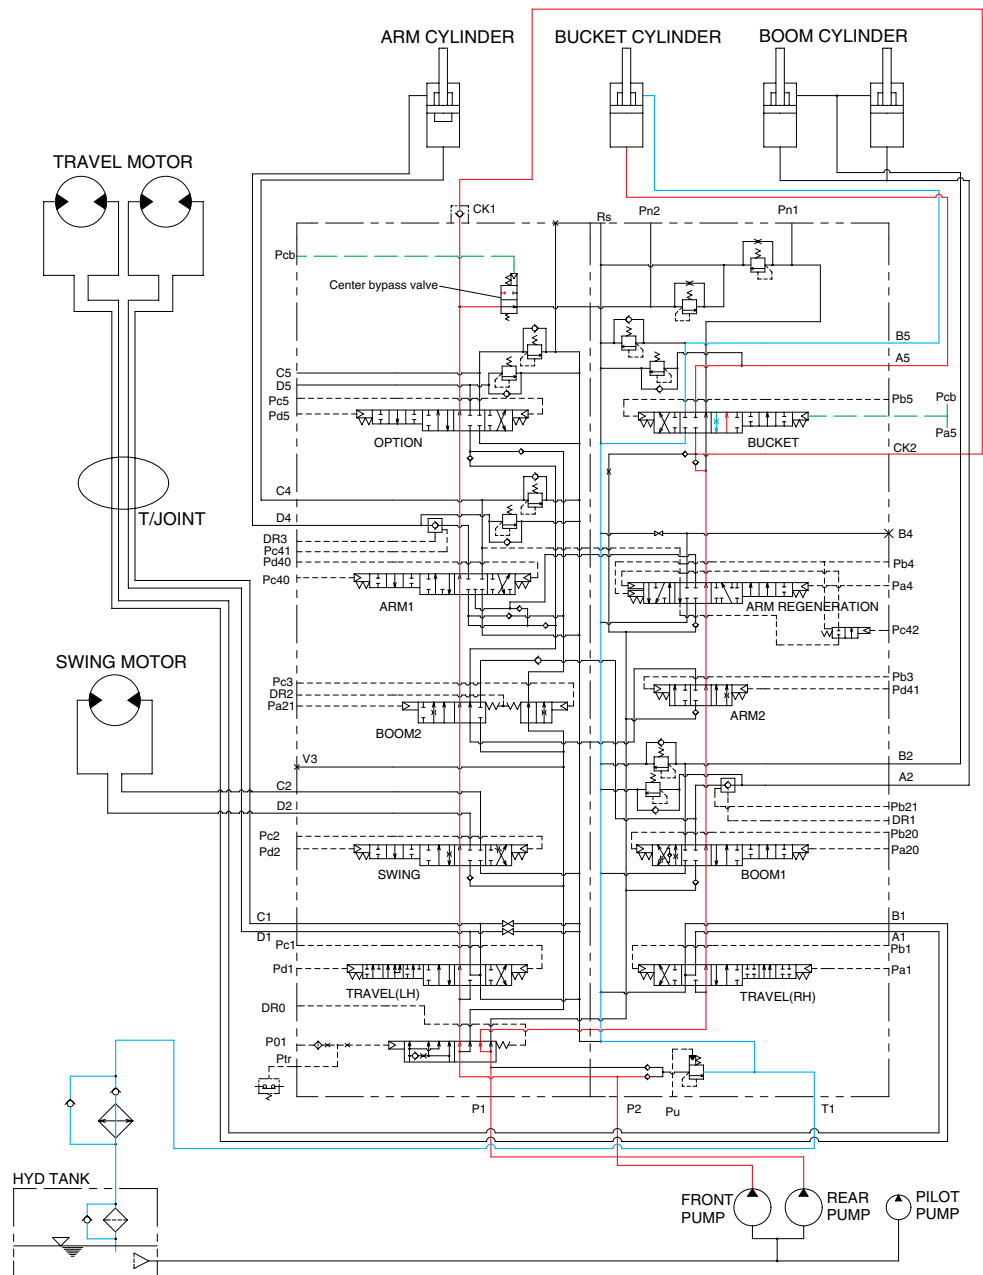 ARM CYLINDER
BUCKET CYLINDER
BOOM CYLINDER
TRAVEL MOTOR
CK1
Rs
Pn2
Pn1
Pcb
Center bypass valve
B5
A5
C5
D5
Pc5
Pd5
Pb5
Pcb
Pa5
OPTION
BUCKET
CK2
T/JOINT
C4
D4
DR3
Pc41
Pd40
Pc40
B4
Pb4
Pa4
ARM1
ARM REGENERATION
Pc42
SWING MOTOR
Pc3
DR2
Pa21
Pb3
Pd41
BOOM2
ARM2
V3
B2
C2
A2
D2
Pb21
DR1
Pc2
Pb20
Pd2
Pa20
SWING
BOOM1
C1
B1
D1
A1
Pc1
Pb1
Pd1
Pa1
TRAVEL(LH)
TRAVEL(RH)
DR0
P01
Ptr
P1
P2
Pu
T1
HYD TANK
FRONT
PUMP
REAR
PUMP
PILOT
PUMP